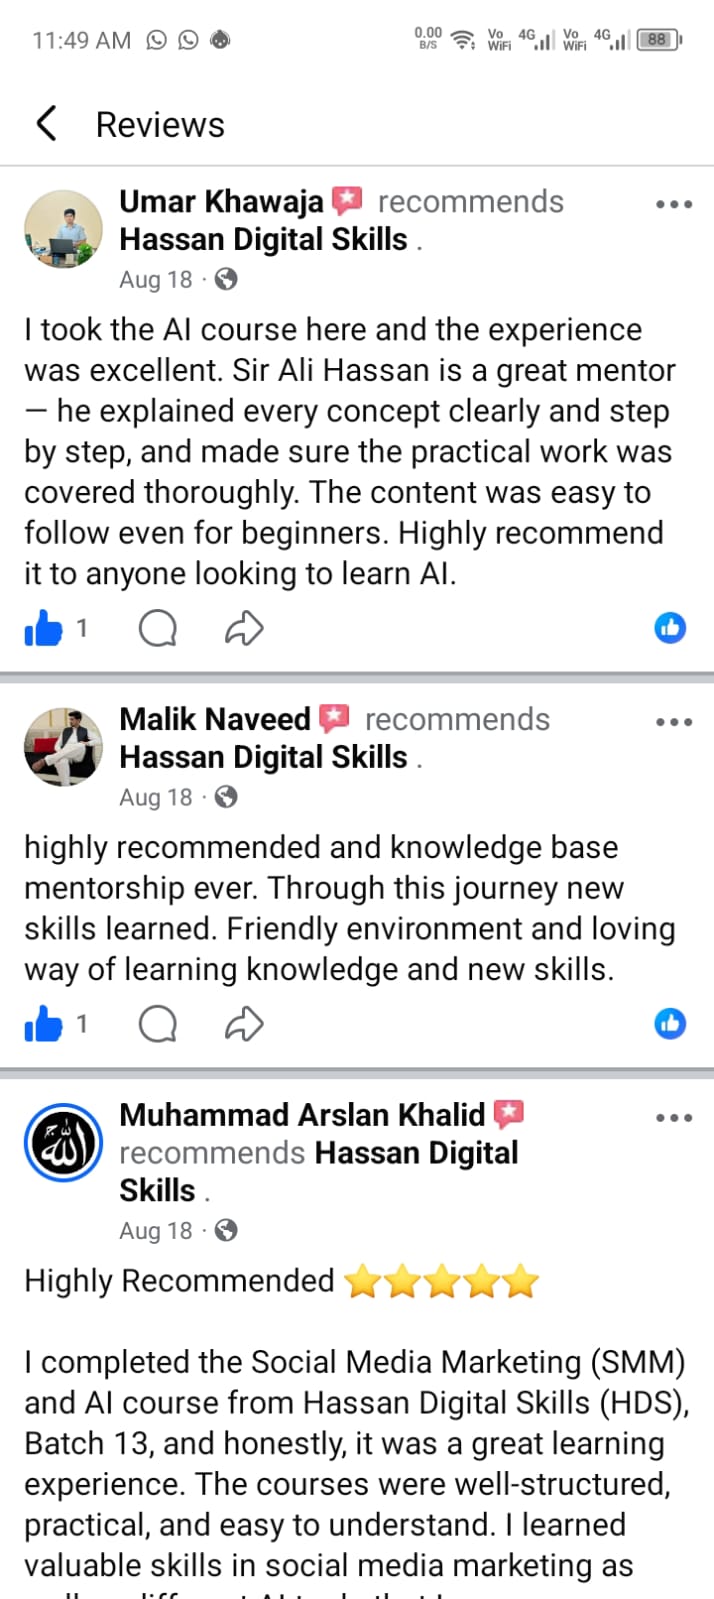 11:49 AM
0.00 B/S Vo WiFi 4G Vo WiFi 4G 88
Reviews
Umar Khawaja recommends
Hassan Digital Skills .
Aug 18 ·
I took the AI course here and the experience
was excellent. Sir Ali Hassan is a great mentor
— he explained every concept clearly and step
by step, and made sure the practical work was
covered thoroughly. The content was easy to
follow even for beginners. Highly recommend
it to anyone looking to learn AI.
1
Malik Naveed recommends
Hassan Digital Skills .
Aug 18 ·
highly recommended and knowledge base
mentorship ever. Through this journey new
skills learned. Friendly environment and loving
way of learning knowledge and new skills.
1
الله
Muhammad Arslan Khalid
recommends Hassan Digital
Skills .
Aug 18 ·
Highly Recommended ⭐⭐⭐⭐⭐
I completed the Social Media Marketing (SMM)
and AI course from Hassan Digital Skills (HDS),
Batch 13, and honestly, it was a great learning
experience. The courses were well-structured,
practical, and easy to understand. I learned
valuable skills in social media marketing as